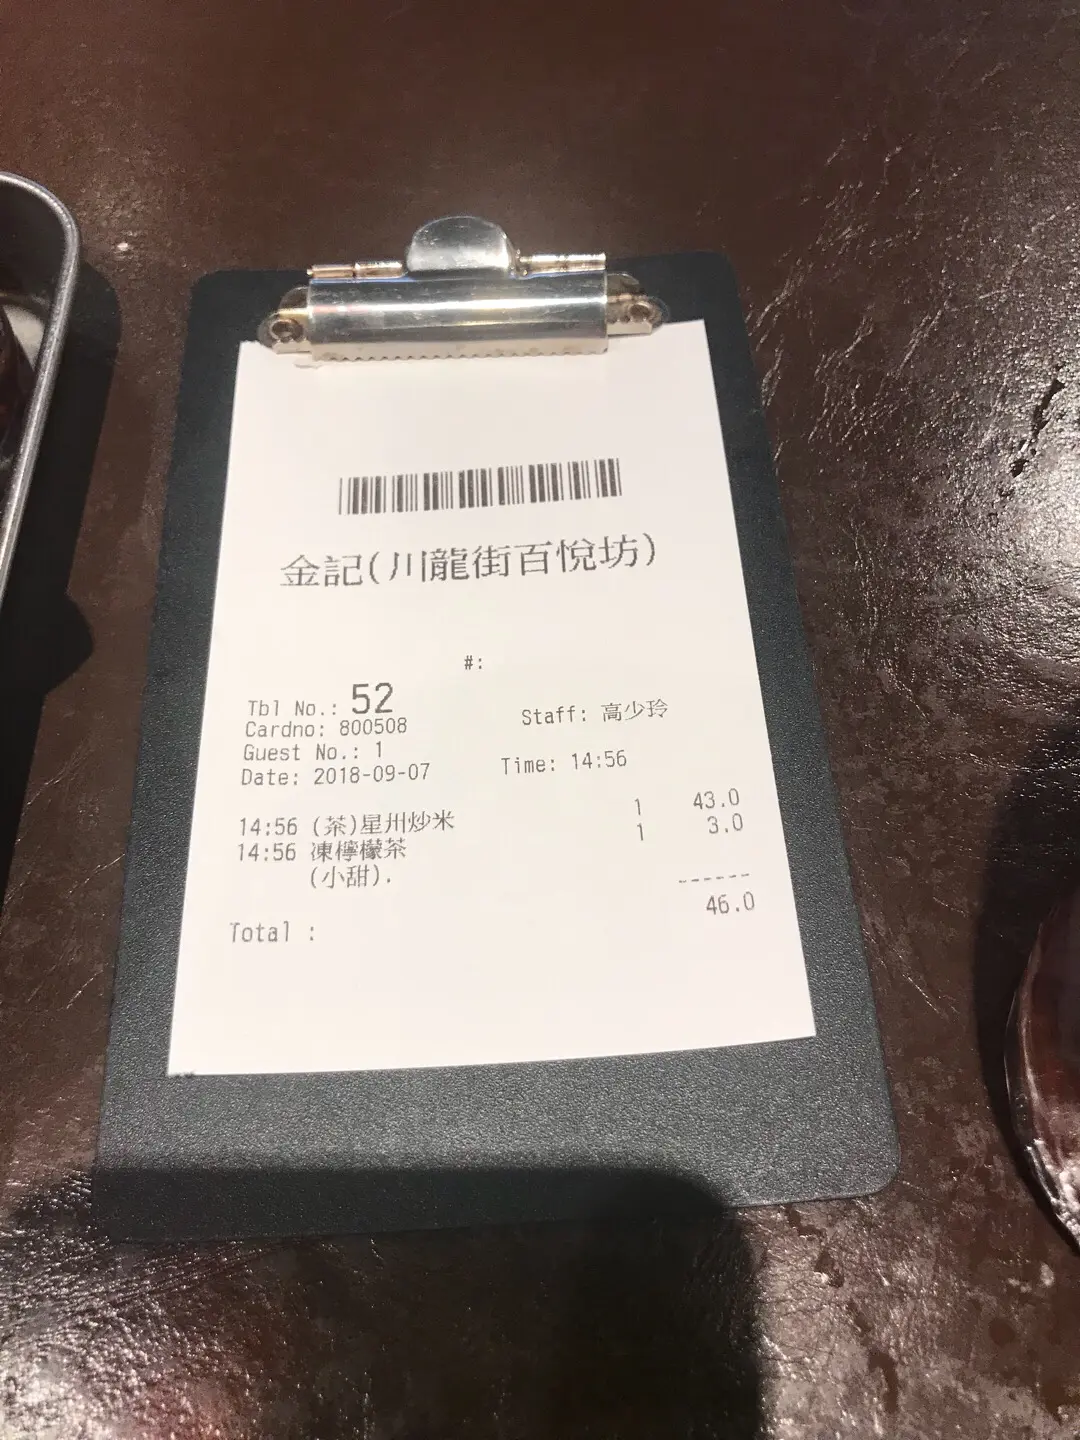 金記(川龍街百悅坊)
#:
Tbl No.: 52
Cardno: 800508 Staff: 高少玲
Guest No.: 1
Date: 2018-09-07 Time: 14:56
14:56 (茶)星州炒米 1 43.0
14:56 凍檸檬茶 1 3.0
(小甜).
------
Total : 46.0